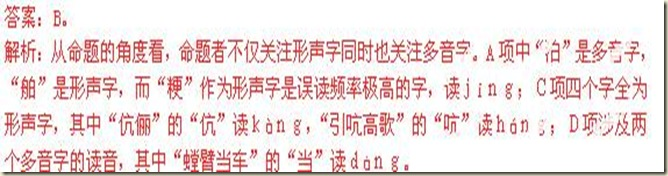 答案：B。
解析：从命题的角度看，命题者不仅关注形声字同时也关注多音字。A项中“泊”是多音字，
“舶”是形声字，而“粳”作为形声字是误读频率极高的字，读jīng；C项四个字全为
形声字，其中“伉俪”的“伉”读kàng，“引吭高歌”的“吭”读háng；D项涉及两
个多音字的读音，其中“螳臂当车”的“当”读dāng。